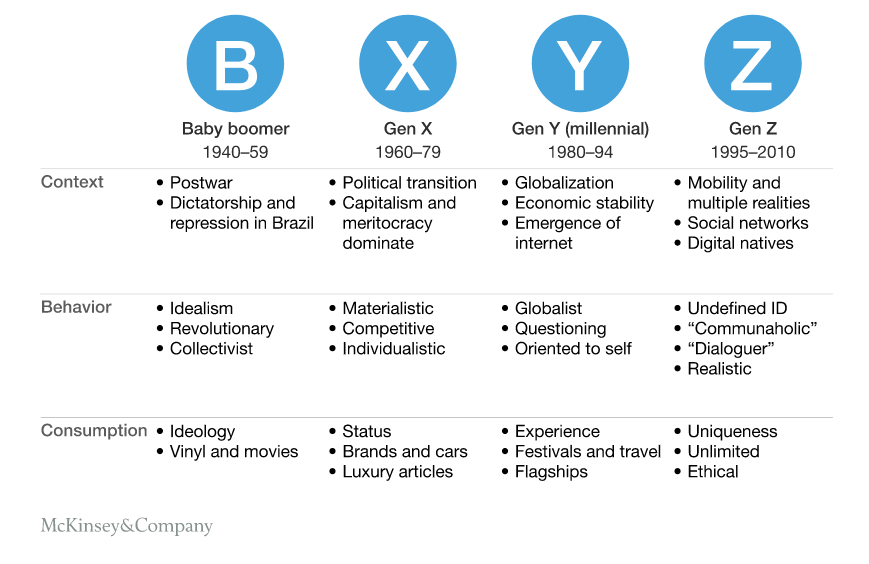 B
X
Y
Z
Baby boomer
1940–59
Gen X
1960–79
Gen Y (millennial)
1980–94
Gen Z
1995–2010
Context
• Postwar
• Dictatorship and
repression in Brazil
• Political transition
• Capitalism and
meritocracy
dominate
• Globalization
• Economic stability
• Emergence of
internet
• Mobility and
multiple realities
• Social networks
• Digital natives
Behavior
• Idealism
• Revolutionary
• Collectivist
• Materialistic
• Competitive
• Individualistic
• Globalist
• Questioning
• Oriented to self
• Undefined ID
• “Communaholic”
• “Dialoguer”
• Realistic
Consumption
• Ideology
• Vinyl and movies
• Status
• Brands and cars
• Luxury articles
• Experience
• Festivals and travel
• Flagships
• Uniqueness
• Unlimited
• Ethical
McKinsey&Company